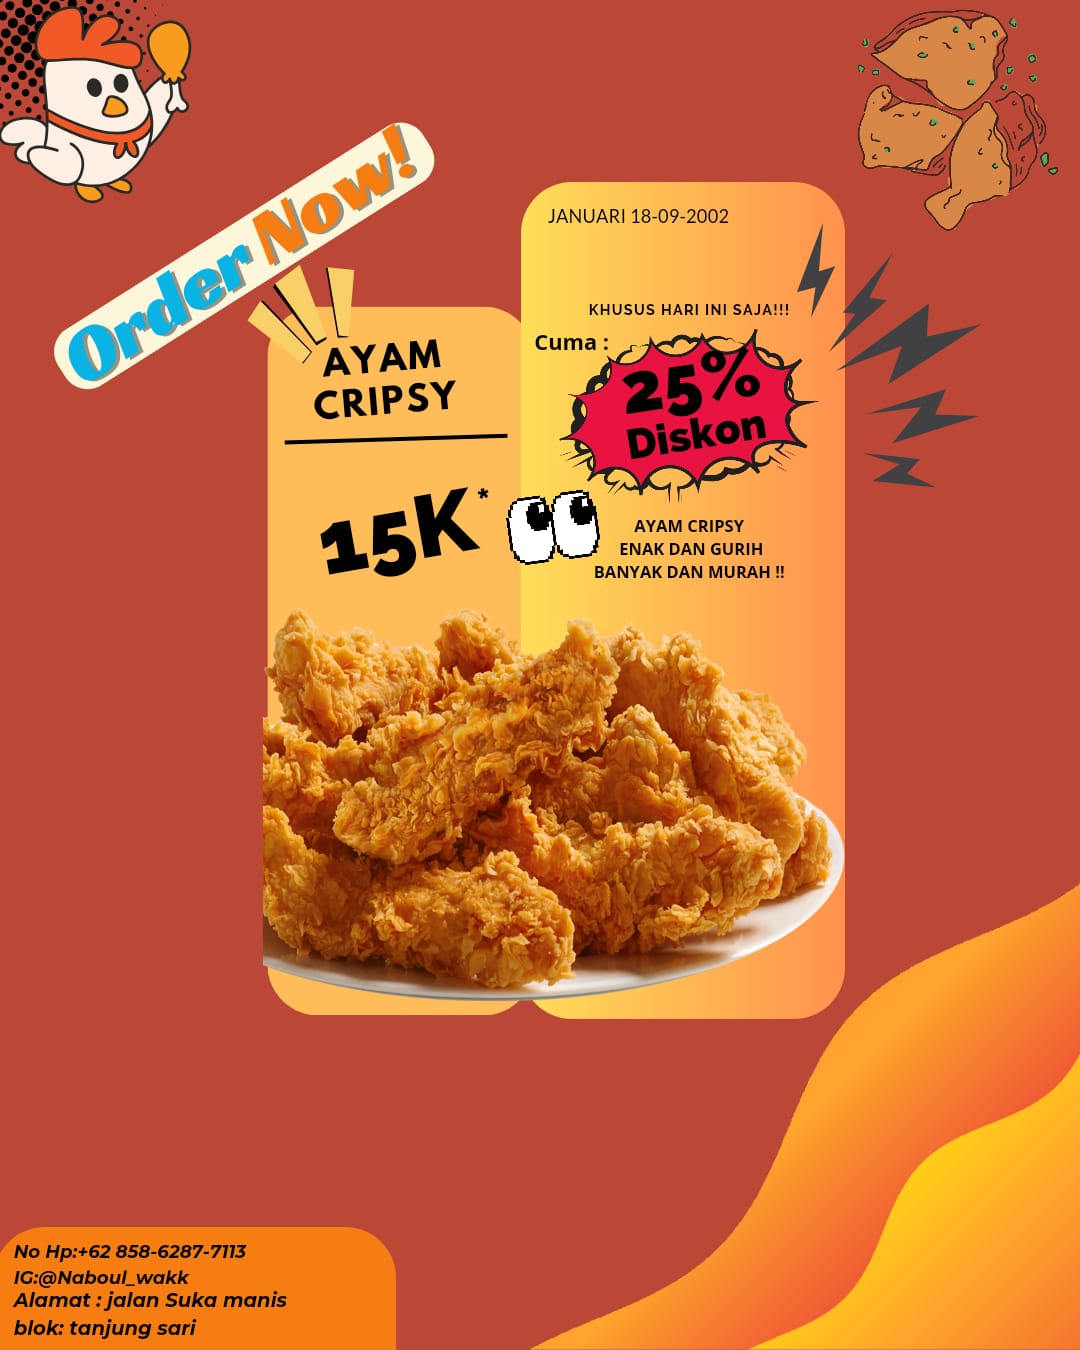 Order Now!
JANUARI 18-09-2002
KHUSUS HARI INI SAJA!!!
Cuma :
25%
Diskon
AYAM
CRIPSY
15K*
AYAM CRIPSY
ENAK DAN GURIH
BANYAK DAN MURAH !!
No Hp:+62 858-6287-7113
IG:@Naboul_wakk
Alamat : jalan Suka manis
blok: tanjung sari